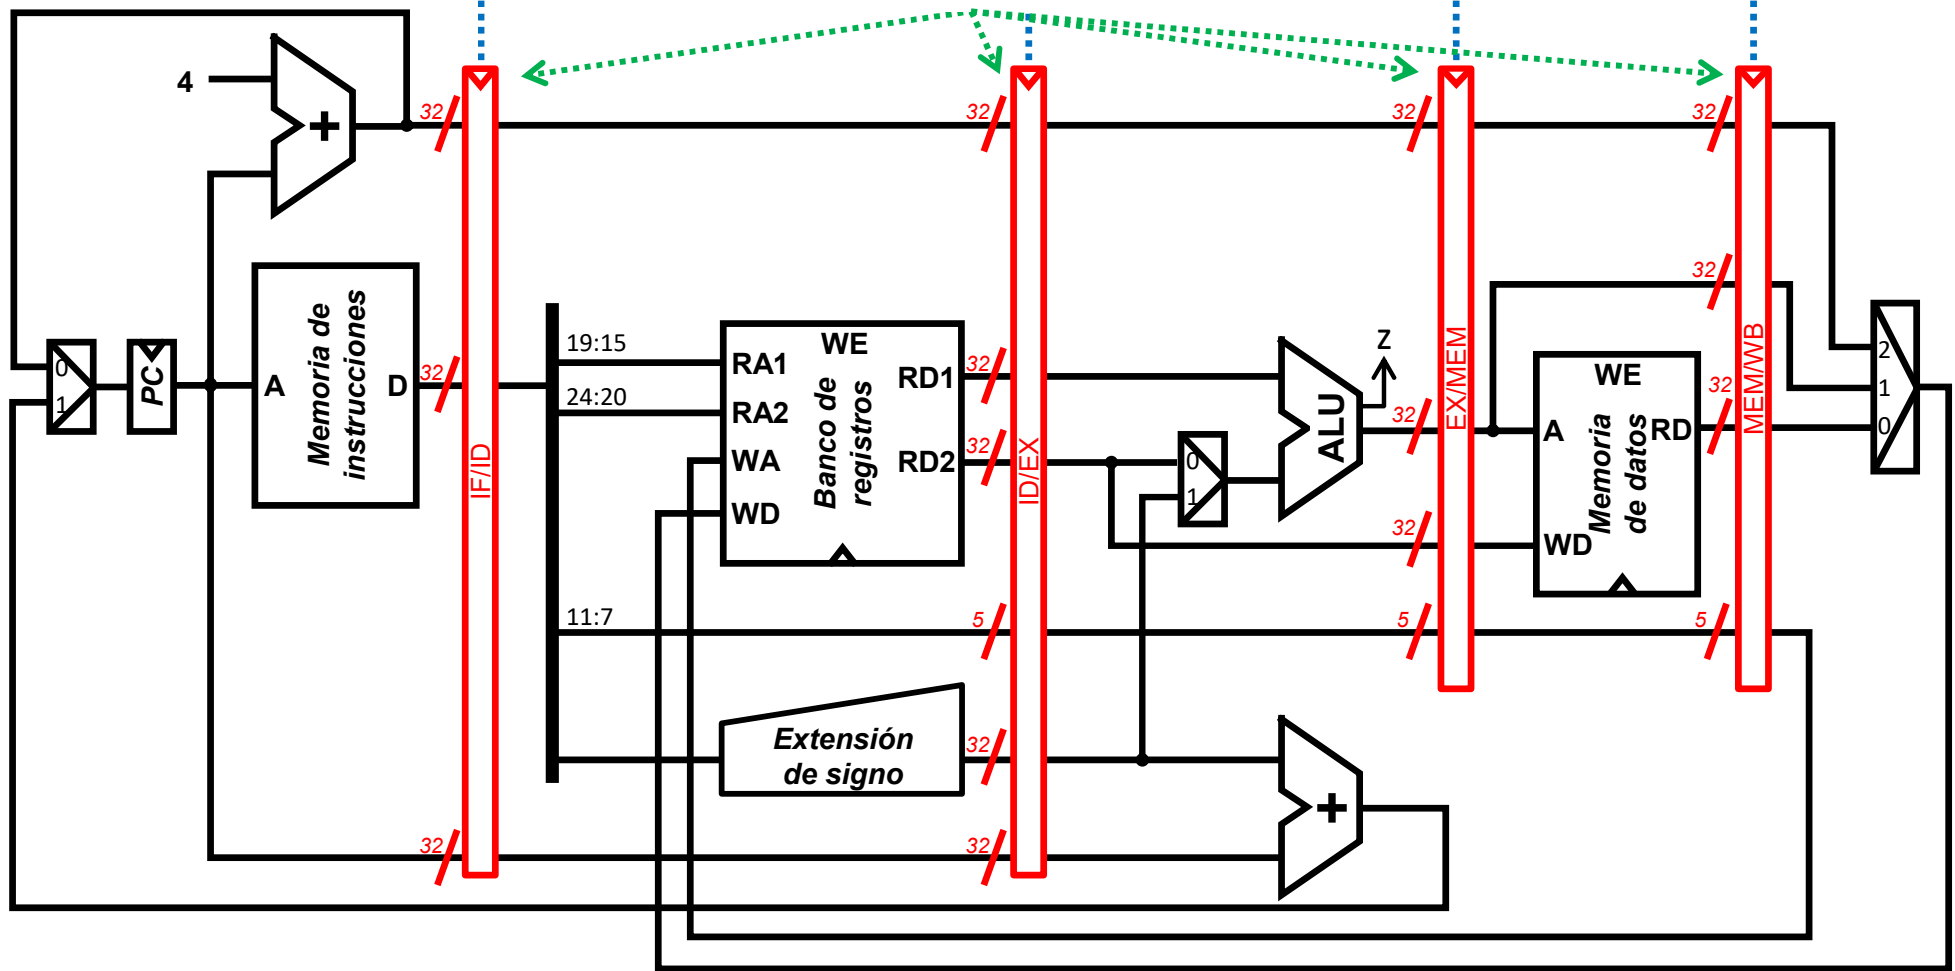 4
+
32
32
32
32
Memoria de
instrucciones
A
D
PC
0
1
32
IF/ID
32
19:15
24:20
11:7
WE
RA1
RA2
WA
WD
RD1
RD2
Banco de
registros
32
32
5
Extensión
de signo
32
32
ID/EX
0
1
ALU
Z
32
32
5
+
EX/MEM
WE
A
RD
WD
Memoria
de datos
32
32
5
MEM/WB
2
1
0